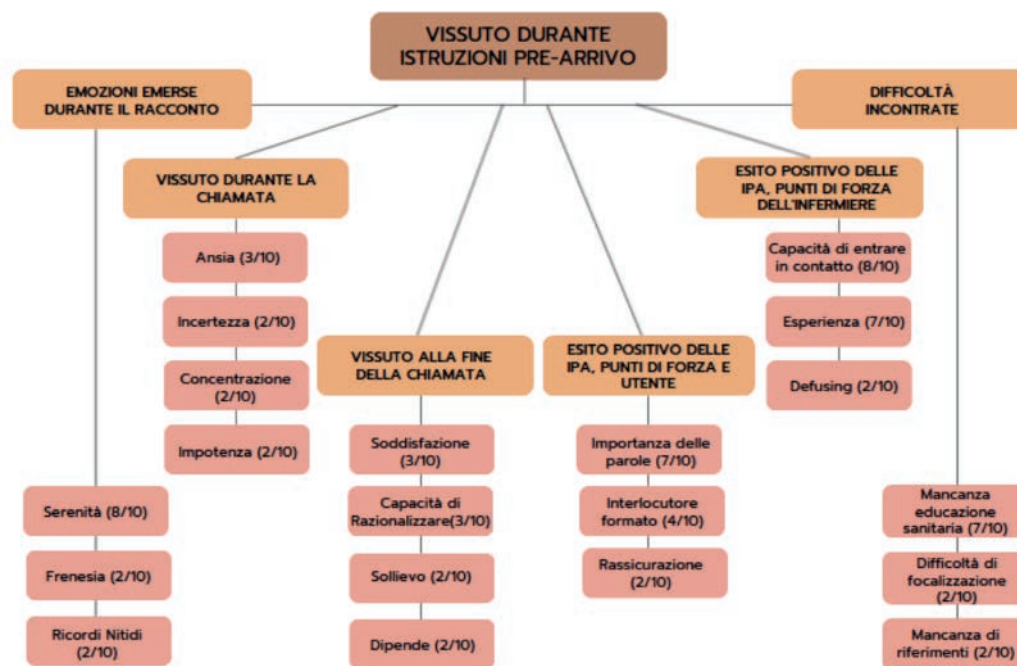 VISSUTO DURANTE
ISTRUZIONI PRE-ARRIVO
EMOZIONI EMERSE
DURANTE IL RACCONTO
Serenità (8/10)
Frenesia (2/10)
Ricordi Nitidi
(2/10)
VISSUTO DURANTE LA
CHIAMATA
Ansia (3/10)
Incertezza (2/10)
Concentrazione
(2/10)
Impotenza (2/10)
VISSUTO ALLA FINE
DELLA CHIAMATA
Soddisfazione
(3/10)
Capacità di
Razionalizzare(3/10)
Sollievo (2/10)
Dipende (2/10)
ESITO POSITIVO DELLE
IPA, PUNTI DI FORZA E
UTENTE
Importanza delle
parole (7/10)
Interlocutore
formato (4/10)
Rassicurazione
(2/10)
ESITO POSITIVO DELLE
IPA, PUNTI DI FORZA
DELL'INFERMIERE
Capacità di entrare
in contatto (8/10)
Esperienza (7/10)
Defusing (2/10)
DIFFICOLTÀ
INCONTRATE
Mancanza
educazione
sanitaria (7/10)
Difficoltà di
focalizzazione
(2/10)
Mancanza di
riferimenti (2/10)